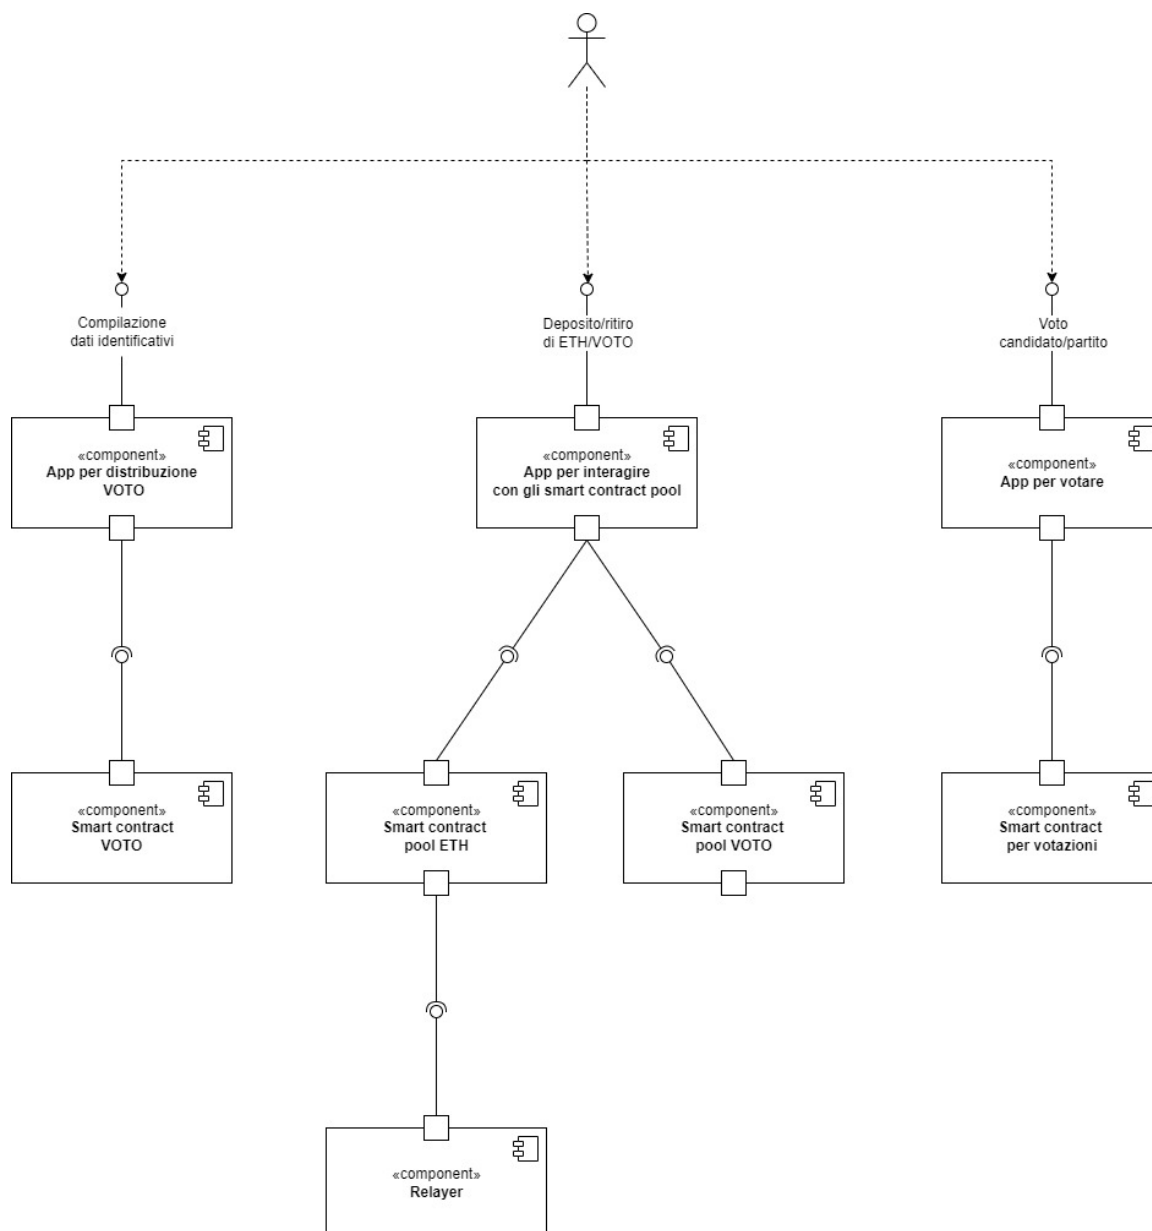 Compilazione
dati identificativi
Deposito/ritiro
di ETH/VOTO
Voto
candidato/partito
«component»
App per distribuzione
VOTO
«component»
App per interagire
con gli smart contract pool
«component»
App per votare
«component»
Smart contract
VOTO
«component»
Smart contract
pool ETH
«component»
Smart contract
pool VOTO
«component»
Smart contract
per votazioni
«component»
Relayer